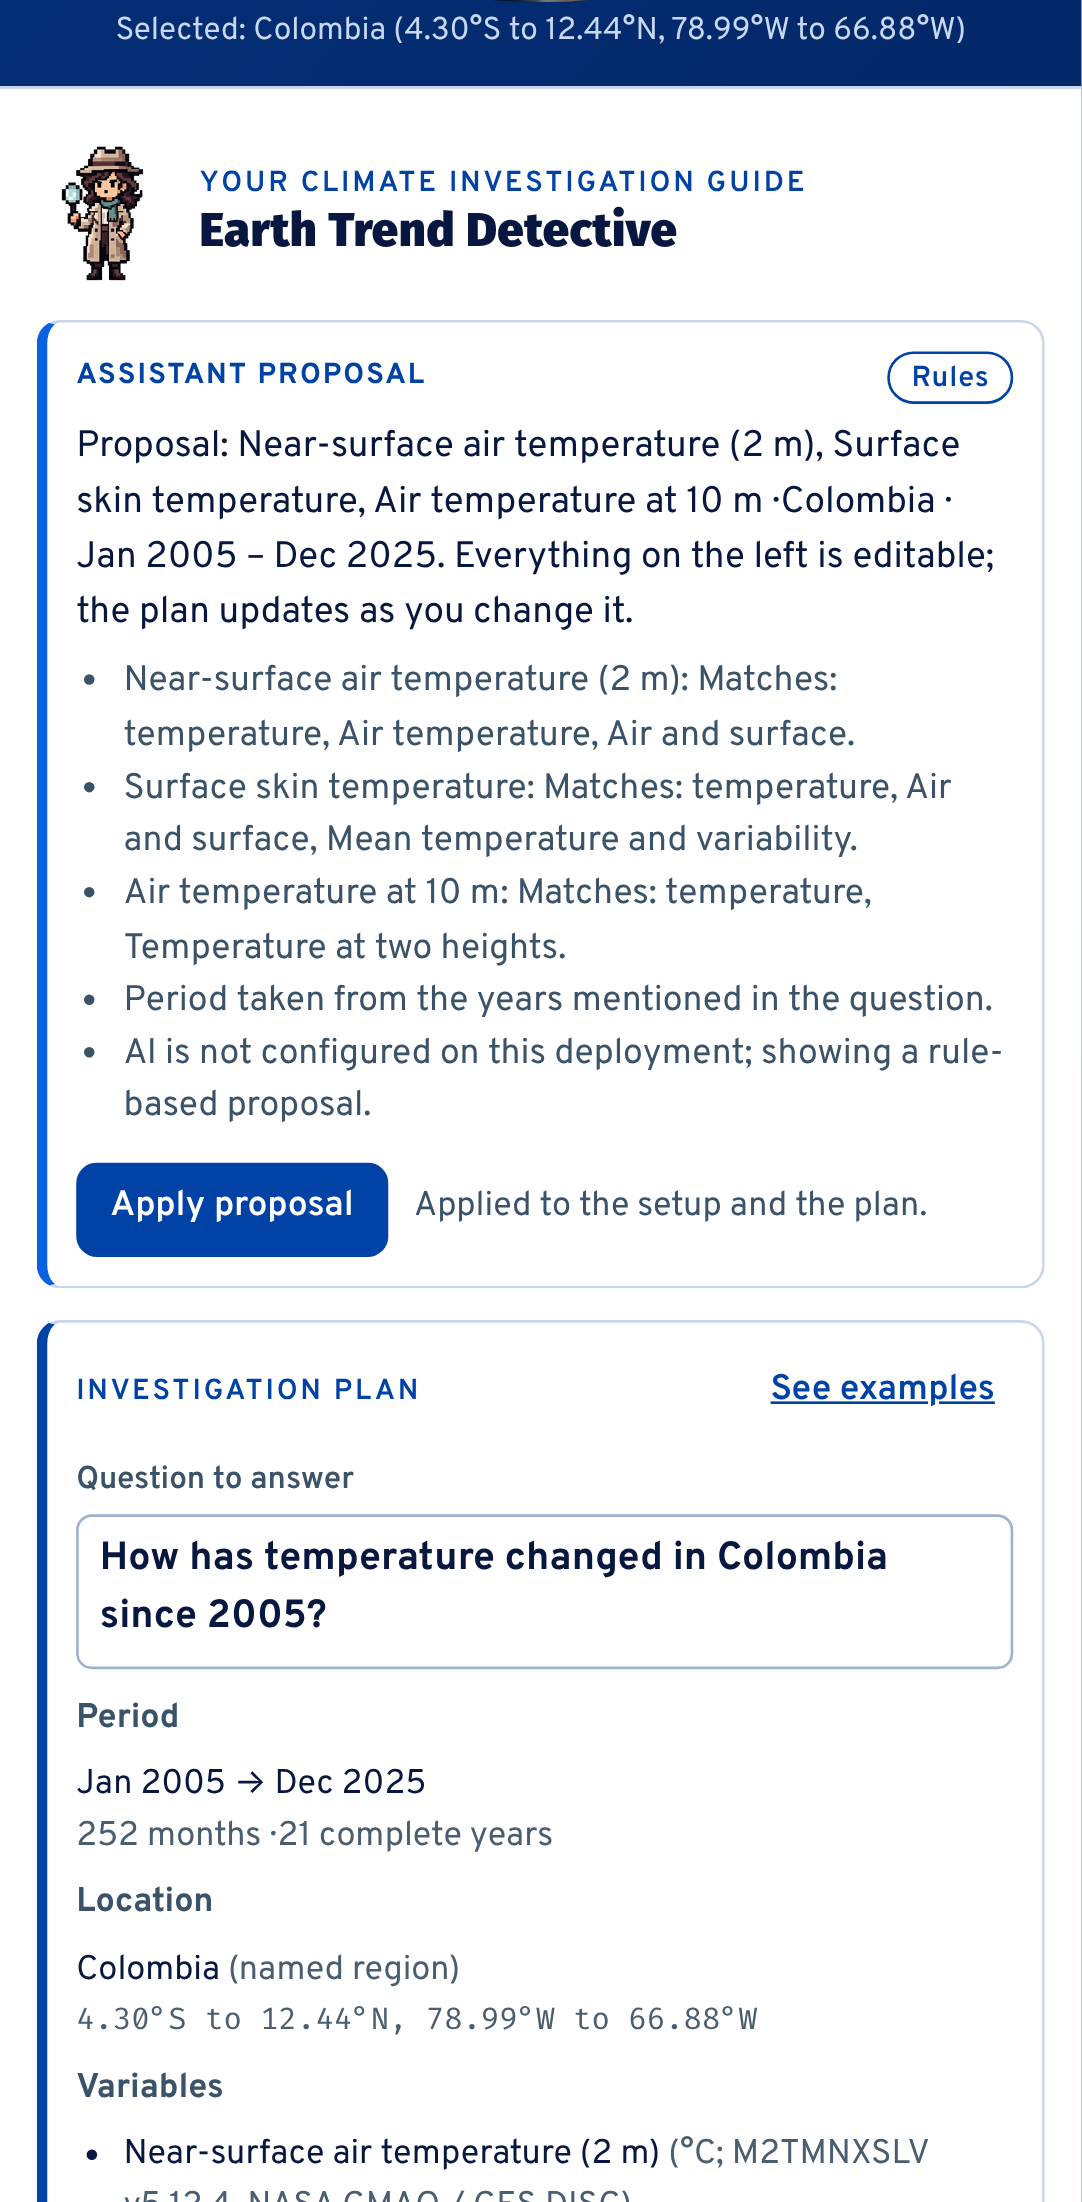 Selected: Colombia (4.30°S to 12.44°N, 78.99°W to 66.88°W)
YOUR CLIMATE INVESTIGATION GUIDE
Earth Trend Detective
ASSISTANT PROPOSAL
Rules
Proposal: Near-surface air temperature (2 m), Surface
skin temperature, Air temperature at 10 m ·Colombia ·
Jan 2005 – Dec 2025. Everything on the left is editable;
the plan updates as you change it.
• Near-surface air temperature (2 m): Matches:
temperature, Air temperature, Air and surface.
• Surface skin temperature: Matches: temperature, Air
and surface, Mean temperature and variability.
• Air temperature at 10 m: Matches: temperature,
Temperature at two heights.
• Period taken from the years mentioned in the question.
• AI is not configured on this deployment; showing a rule-
based proposal.
Apply proposal
Applied to the setup and the plan.
INVESTIGATION PLAN
See examples
Question to answer
How has temperature changed in Colombia
since 2005?
Period
Jan 2005 → Dec 2025
252 months ·21 complete years
Location
Colombia (named region)
4.30°S to 12.44°N, 78.99°W to 66.88°W
Variables
• Near-surface air temperature (2 m) (°C; M2TMNXSLV
v5.12.4, NASA GMAO / GES DISC)